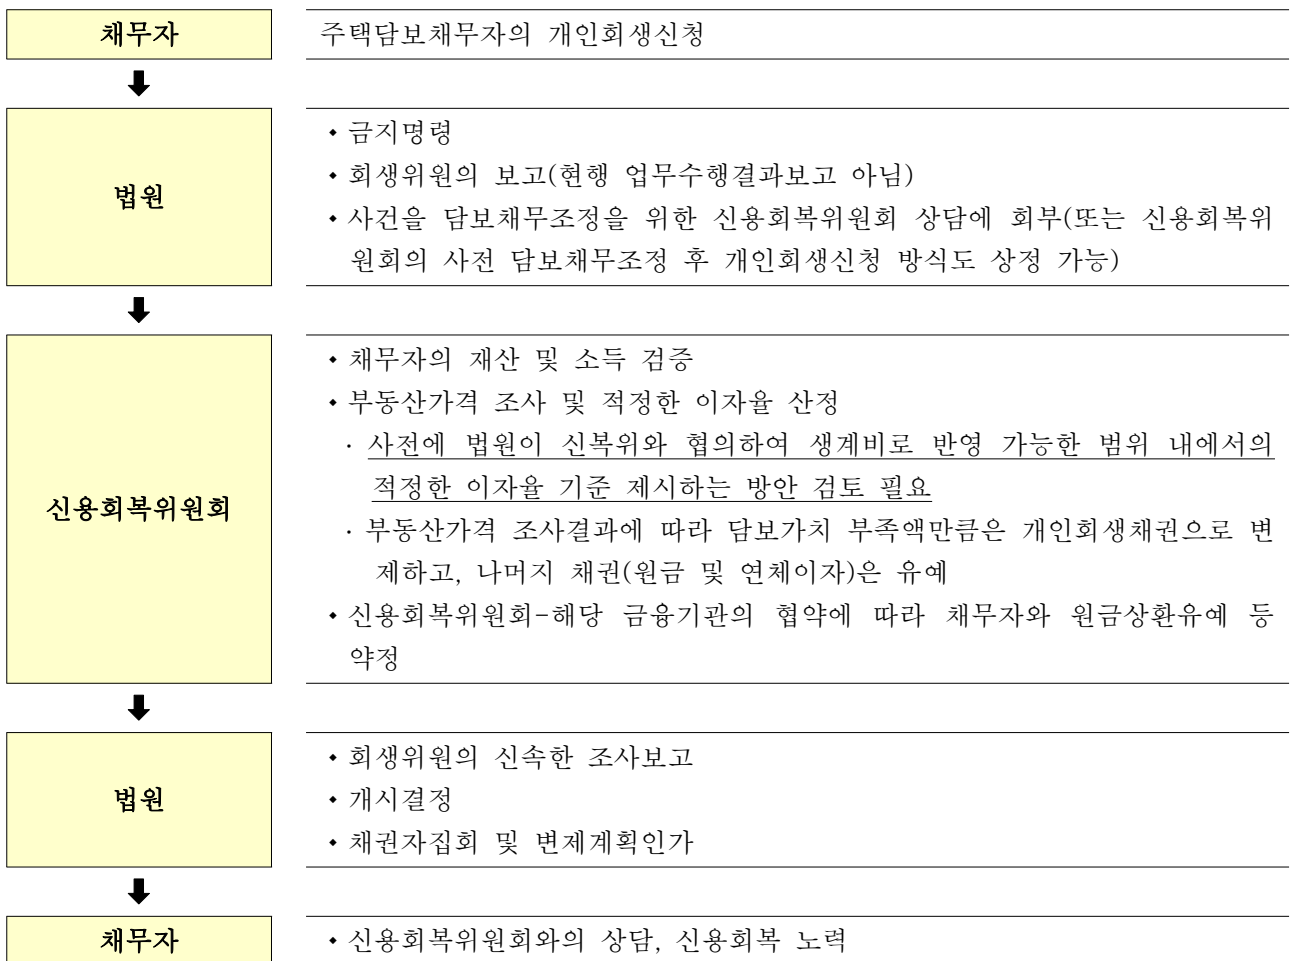 채무자
주택담보채무자의 개인회생신청
법원
금지명령
회생위원의 보고(현행 업무수행결과보고 아님)
사건을 담보채무조정을 위한 신용회복위원회 상담에 회부(또는 신용회복위
원회의 사전 담보채무조정 후 개인회생신청 방식도 상정 가능)
신용회복위원회
채무자의 재산 및 소득 검증
부동산가격 조사 및 적정한 이자율 산정
· 사전에 법원이 신복위와 협의하여 생계비로 반영 가능한 범위 내에서의
적정한 이자율 기준 제시하는 방안 검토 필요
· 부동산가격 조사결과에 따라 담보가치 부족액만큼은 개인회생채권으로 변
제하고, 나머지 채권(원금 및 연체이자)은 유예
신용회복위원회-해당 금융기관의 협약에 따라 채무자와 원금상환유예 등
약정
법원
회생위원의 신속한 조사보고
개시결정
채권자집회 및 변제계획인가
채무자
신용회복위원회와의 상담, 신용회복 노력